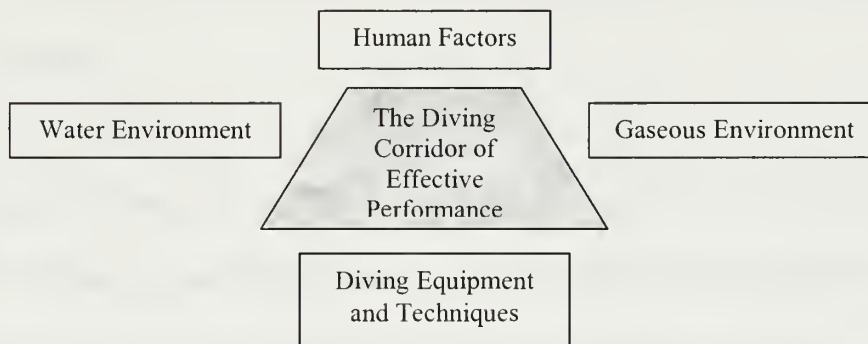 Human Factors
Water Environment
The Diving
Corridor of
Effective
Performance
Gaseous Environment
Diving Equipment
and Techniques